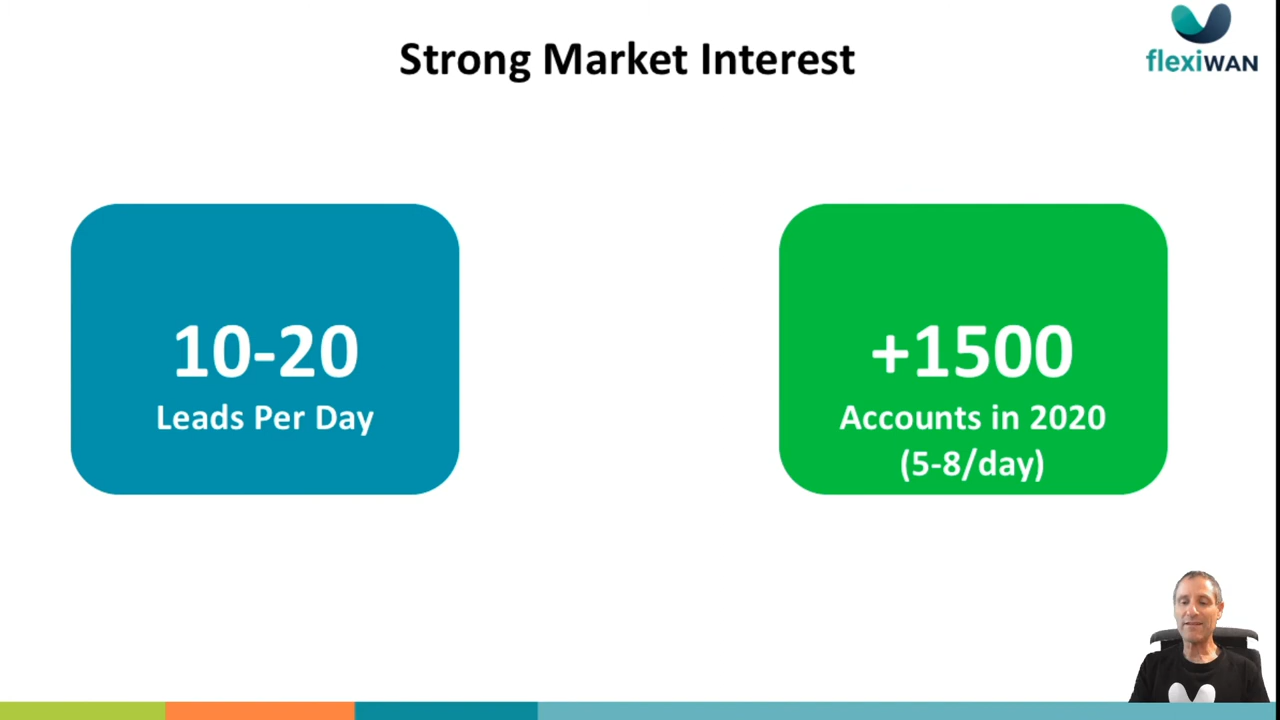 Strong Market Interest
flexiWAN
10-20
Leads Per Day
+1500
Accounts in 2020
(5-8/day)